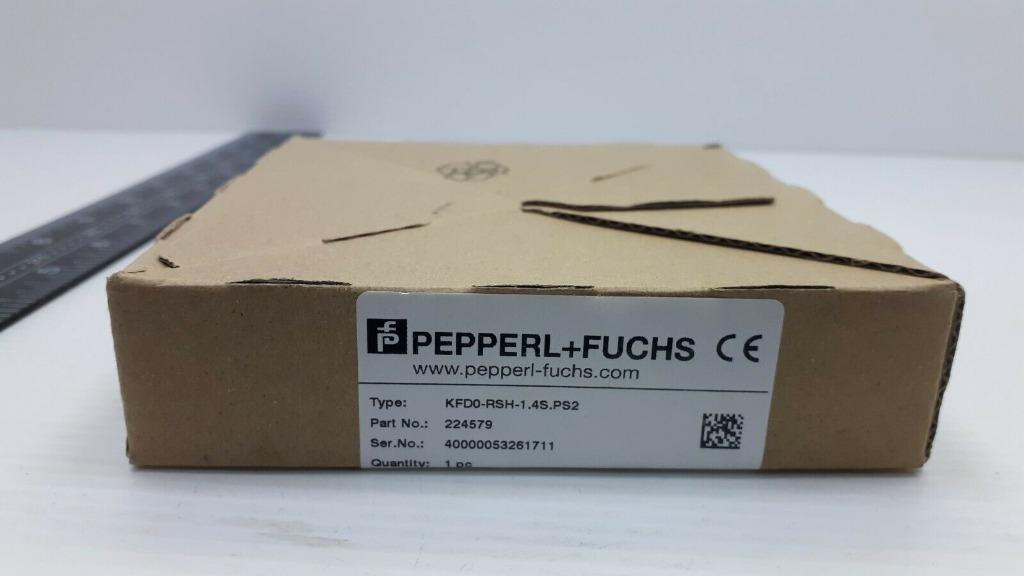 PEPPERL+FUCHS CE
www.pepperl-fuchs.com
Type: KFD0-RSH-1.4S.PS2
Part No.: 224579
Ser.No.: 40000053261711
Quantity: 1 pc